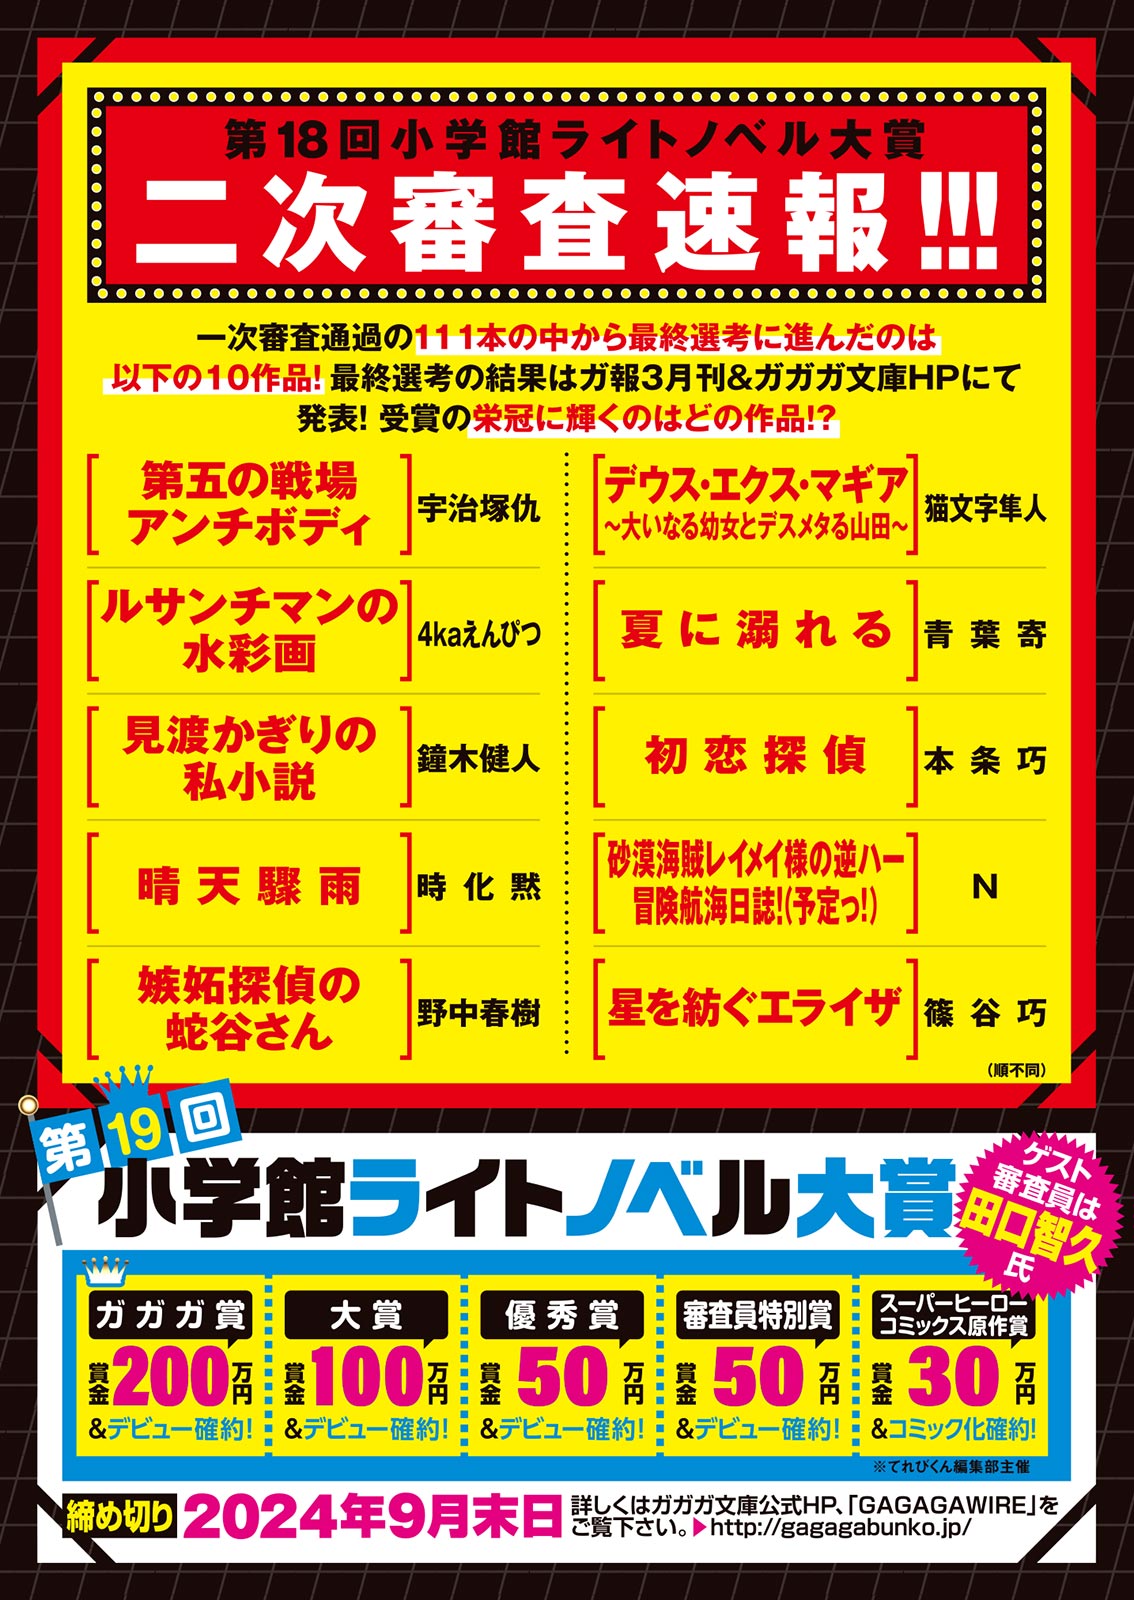 第18回小学館ライトノベル大賞
二次審査速報!!!
一次審査通過の111本の中から最終選考に進んだのは
以下の10作品!最終選考の結果はガ報3月刊&ガガガ文庫HPにて
発表!受賞の栄冠に輝くのはどの作品!?
第五の戦場
アンチボディ
宇治塚仇
ルサンチマンの
水彩画
4kaえんぴつ
見渡かぎりの
私小説
鐘木健人
晴天驟雨
時化黙
嫉妬探偵の
蛇谷さん
野中春樹
デウス・エクス・マギア
~大いなる幼女とデスメタる山田~
猫文字隼人
夏に溺れる
青葉寄
初恋探偵
本条巧
砂漠海賊レイメイ様の逆ハー
冒険航海日誌!(予定っ!)
N
星を紡ぐエライザ
篠谷巧
(順不同)
第19回
小学館ライトノベル大賞
ゲスト
審査員は
田口智久
氏
ガガガ賞
賞金200万円
&デビュー確約!
大賞
賞金100万円
&デビュー確約!
優秀賞
賞金50万円
&デビュー確約!
審査員特別賞
賞金50万円
&デビュー確約!
スーパーヒーロー
コミックス原作賞
賞金30万円
&コミック化確約!
※てれびくん編集部主催
締め切り 2024年9月末日
詳しくはガガガ文庫公式HP、「GAGAGAWIRE」を
ご覧下さい。▶http://gagagabunko.jp/